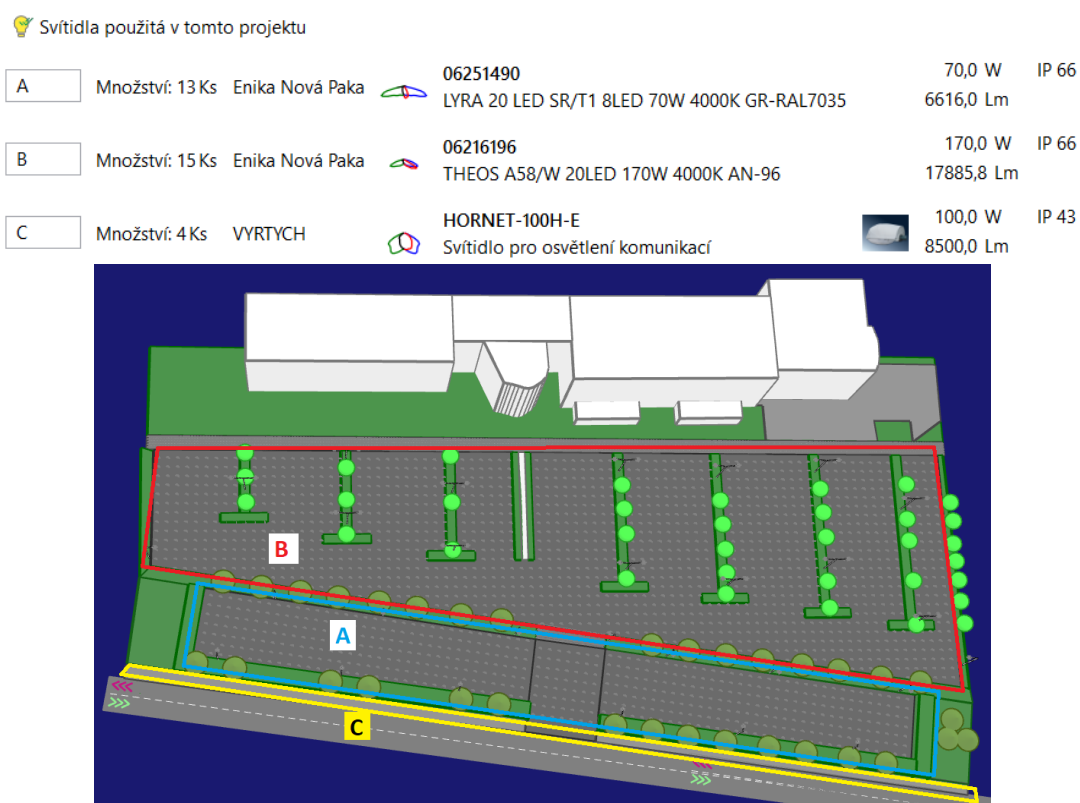 Svítidla použitá v tomto projektu
A Množství: 13 Ks Enika Nová Paka 06251490 70,0 W IP 66
LYRA 20 LED SR/T1 8LED 70W 4000K GR-RAL7035 6616,0 Lm
B Množství: 15 Ks Enika Nová Paka 06216196 170,0 W IP 66
THEOS A58/W 20LED 170W 4000K AN-96 17885,8 Lm
C Množství: 4 Ks VYRTYCH HORNET-100H-E 100,0 W IP 43
Svítidlo pro osvětlení komunikací 8500,0 Lm
B
A
C